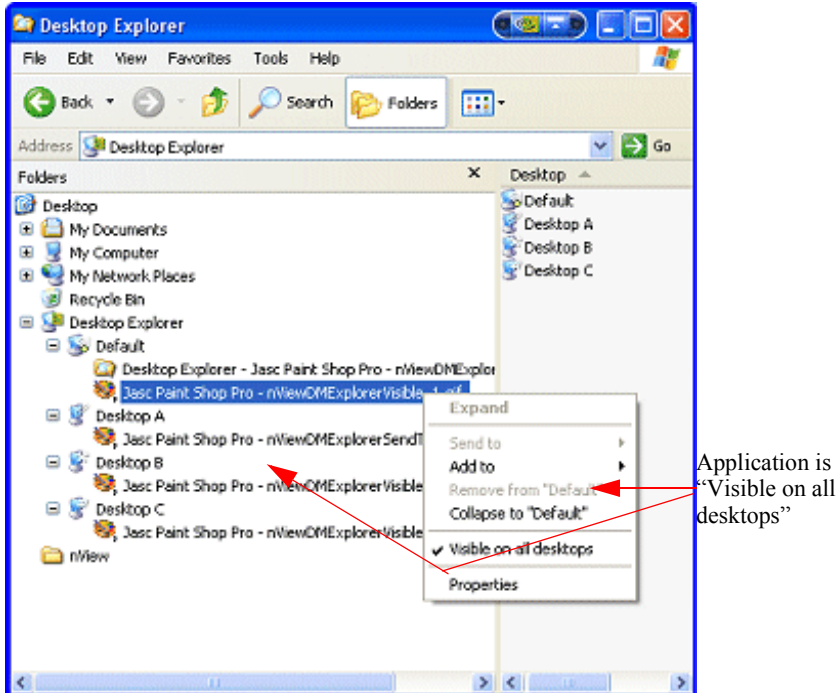 Desktop Explorer
File Edit View Favorites Tools Help
Back Search Folders
Address Desktop Explorer Go
Folders x Desktop
Desktop
My Documents
My Computer
My Network Places
Recycle Bin
Desktop Explorer
Default
Desktop Explorer - Jasc Paint Shop Pro - nViewDMExplor
Jasc Paint Shop Pro - nViewDMExplorerVisible_1.gif
Desktop A
Jasc Paint Shop Pro - nViewDMExplorerSendT
Desktop B
Jasc Paint Shop Pro - nViewDMExplorerVisible
Desktop C
Jasc Paint Shop Pro - nViewDMExplorerVisible
nView
Default
Desktop A
Desktop B
Desktop C
Expand
Send to
Add to
Remove from "Default"
Collapse to "Default"
Visible on all desktops
Properties
Application is
“Visible on all
desktops”